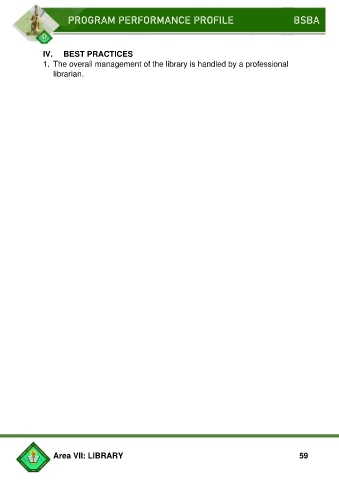 PROGRAM PERFORMANCE PROFILE BSBA
IV. BEST PRACTICES
1. The overall management of the library is handled by a professional
librarian.
Area VII: LIBRARY 59